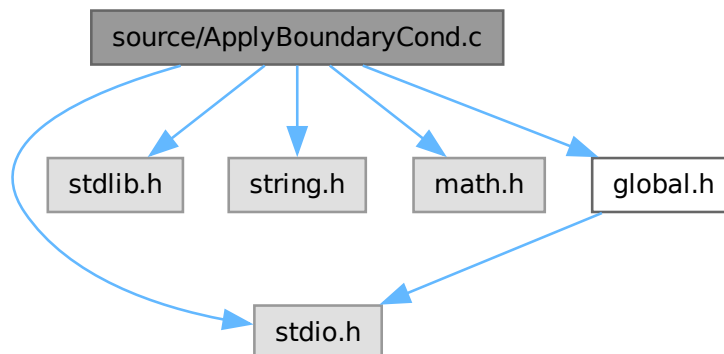 source/ApplyBoundaryCond.c
stdlib.h
string.h
math.h
global.h
stdio.h